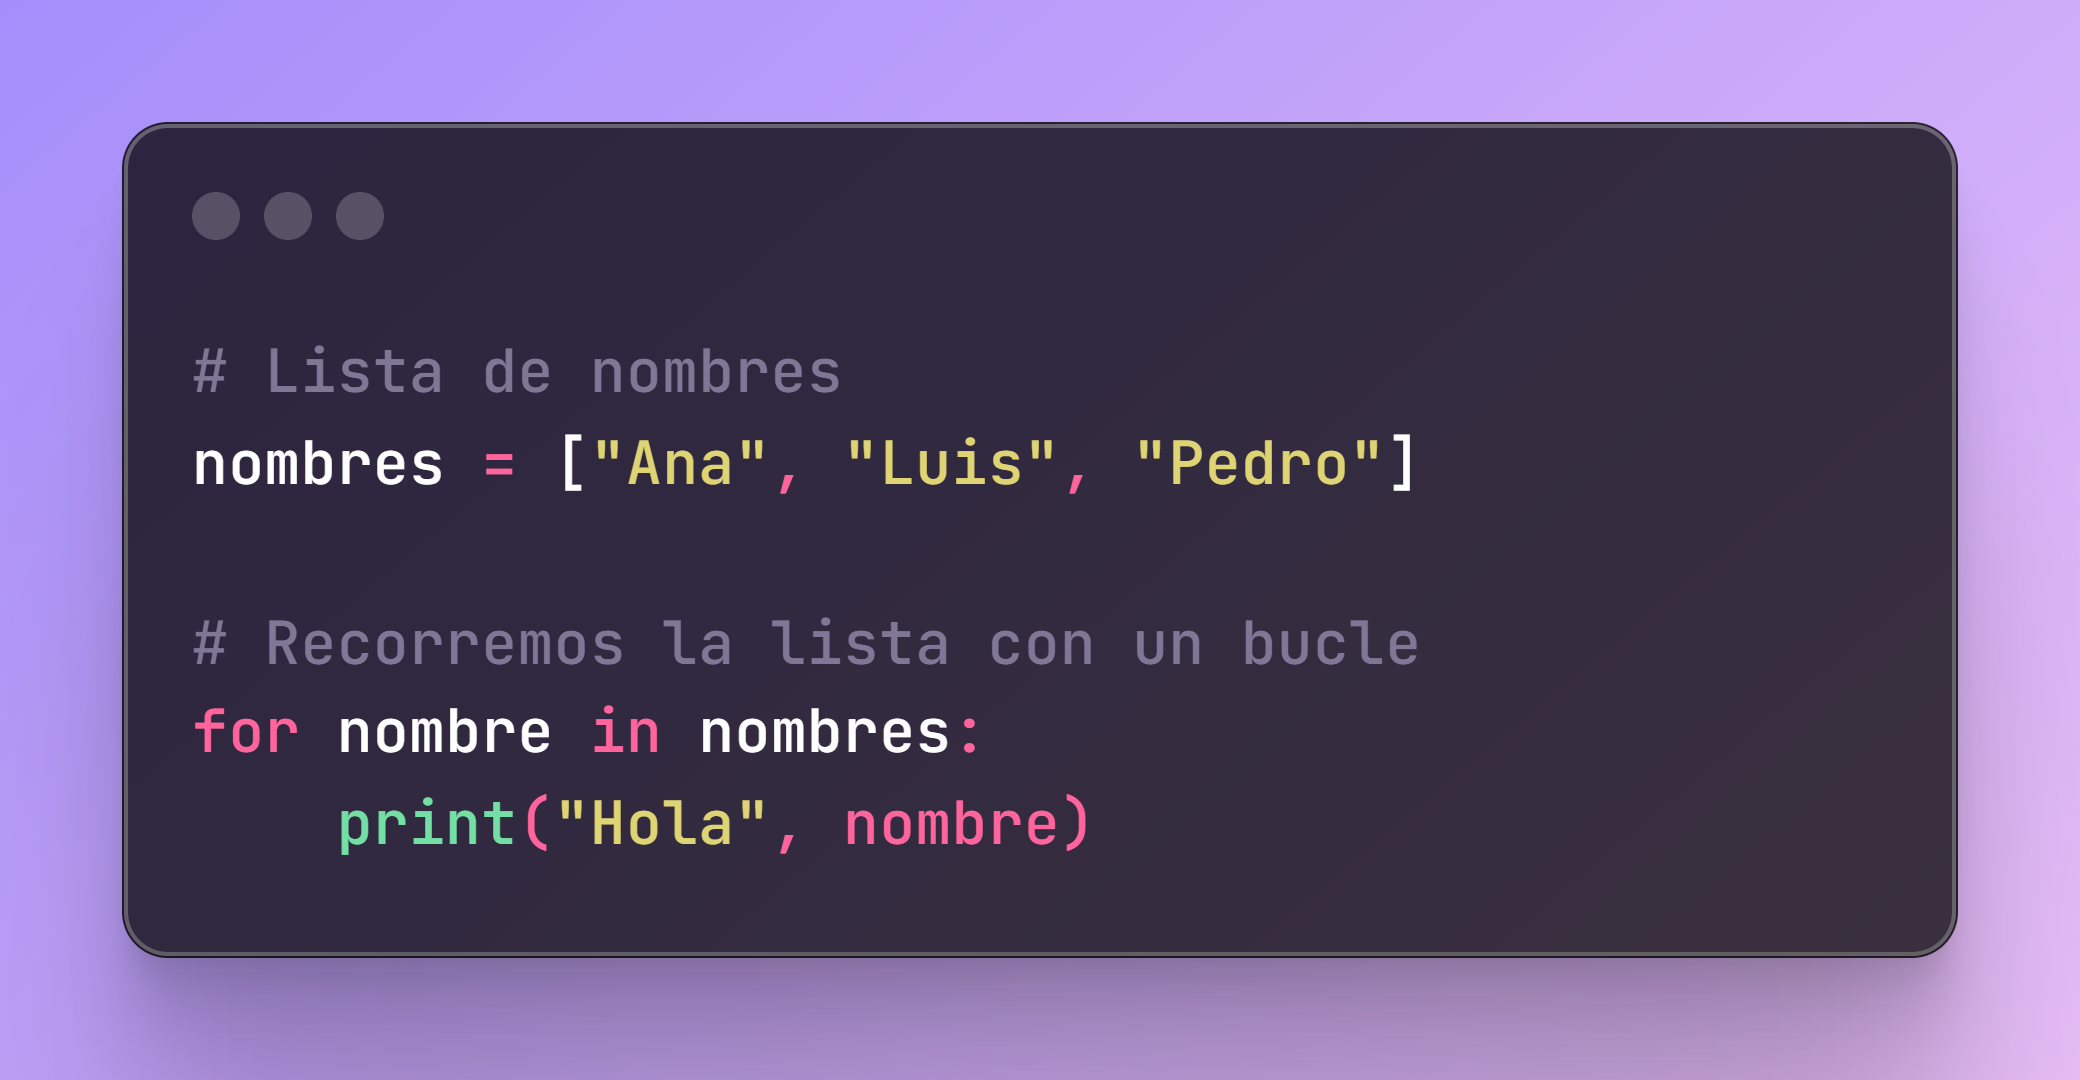 # Lista de nombres
nombres = ["Ana", "Luis", "Pedro"]
# Recorremos la lista con un bucle
for nombre in nombres:
    print("Hola", nombre)